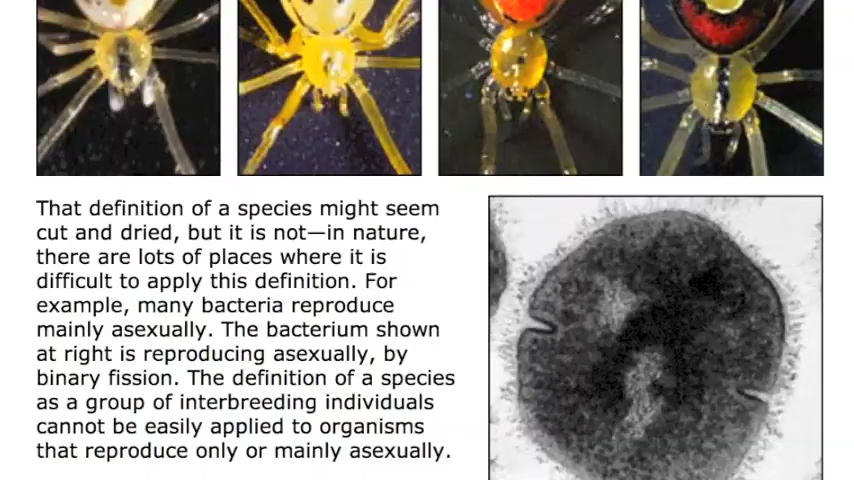 That definition of a species might seem
cut and dried, but it is not—in nature,
there are lots of places where it is
difficult to apply this definition. For
example, many bacteria reproduce
mainly asexually. The bacterium shown
at right is reproducing asexually, by
binary fission. The definition of a species
as a group of interbreeding individuals
cannot be easily applied to organisms
that reproduce only or mainly asexually.